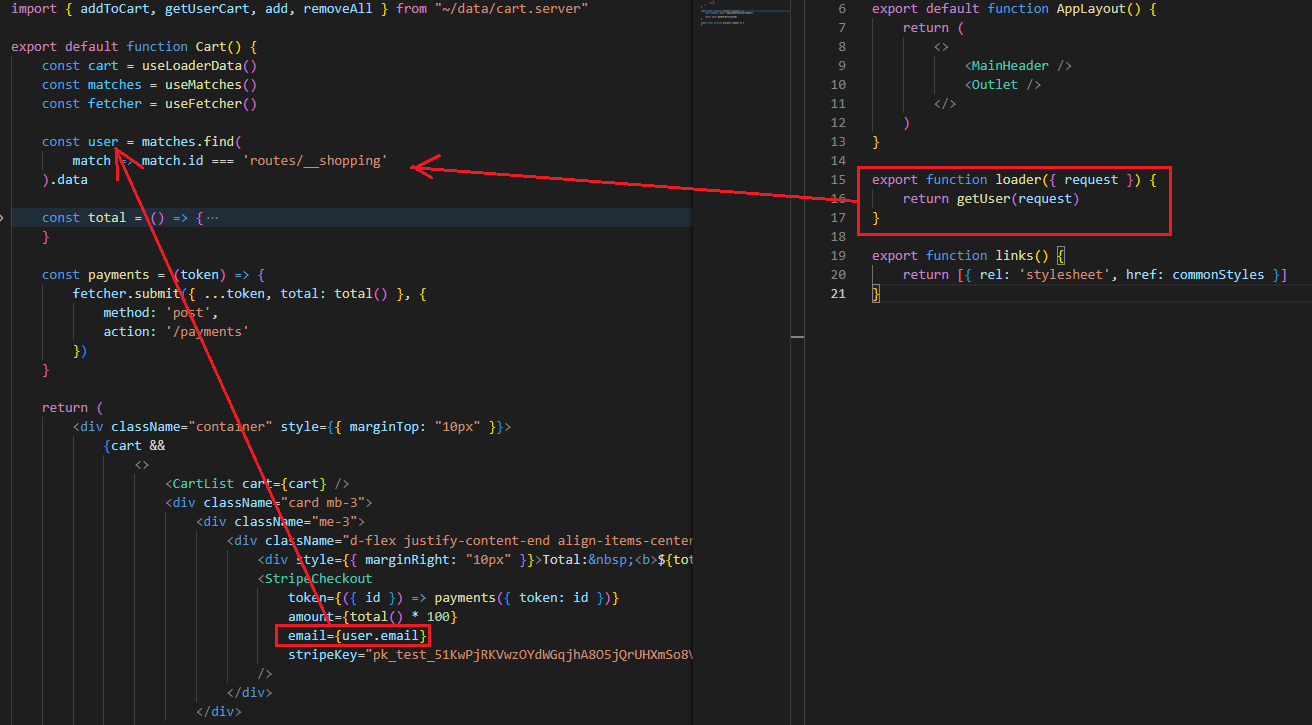 import { addToCart, getUserCart, add, removeAll } from "~/data/cart.server"
export default function Cart() {
const cart = useLoaderData()
const matches = useMatches()
const fetcher = useFetcher()
const user = matches.find(
match => match.id === 'routes/__shopping'
).data
const total = () => { ···
}
const payments = (token) => {
fetcher.submit({ ...token, total: total() }, {
method: 'post',
action: '/payments'
})
}
return (
<div className="container" style={{ marginTop: "10px" }}>
{cart &&
<>
<CartList cart={cart} />
<div className="card mb-3">
<div className="me-3">
<div className="d-flex justify-content-end align-items-center
<div style={{ marginRight: "10px" }}>Total:&nbsp;<b>${tot
<StripeCheckout
token={({ id }) => payments({ token: id })}
amount={total() * 100}
email={user.email}
stripeKey="pk_test_51KwPjRKVwzOYdWGqjhA8O5jQrUHXmSo8V
/>
</div>
</div>
6 export default function AppLayout() {
7 return (
8 <>
9 <MainHeader />
10 <Outlet />
11 </>
12 )
13 }
14
15 export function loader({ request }) {
16 return getUser(request)
17 }
18
19 export function links() {
20 return [{ rel: 'stylesheet', href: commonStyles }]
21 }